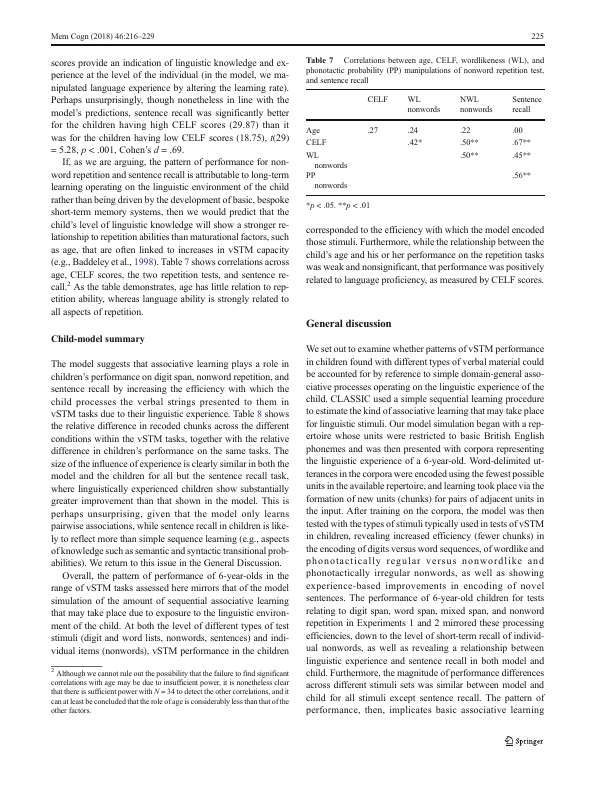 Mem Cogn (2018) 46:216–229
225
scores provide an indication of linguistic knowledge and ex-
perience at the level of the individual (in the model, we ma-
nipulated language experience by altering the learning rate).
Perhaps unsurprisingly, though nonetheless in line with the
model's predictions, sentence recall was significantly better
for the children having high CELF scores (29.87) than it
was for the children having low CELF scores (18.75), t(29)
= 5.28, p < .001, Cohen's d = .69.
If, as we are arguing, the pattern of performance for non-
word repetition and sentence recall is attributable to long-term
learning operating on the linguistic environment of the child
rather than being driven by the development of basic, bespoke
short-term memory systems, then we would predict that the
child's level of linguistic knowledge will show a stronger re-
lationship to repetition abilities than maturational factors, such
as age, that are often linked to increases in vSTM capacity
(e.g., Baddeley et al., 1998). Table 7 shows correlations across
age, CELF scores, the two repetition tests, and sentence re-
call.2 As the table demonstrates, age has little relation to rep-
etition ability, whereas language ability is strongly related to
all aspects of repetition.
Child-model summary
The model suggests that associative learning plays a role in
children's performance on digit span, nonword repetition, and
sentence recall by increasing the efficiency with which the
child processes the verbal strings presented to them in
vSTM tasks due to their linguistic experience. Table 8 shows
the relative difference in recoded chunks across the different
conditions within the vSTM tasks, together with the relative
difference in children's performance on the same tasks. The
size of the influence of experience is clearly similar in both the
model and the children for all but the sentence recall task,
where linguistically experienced children show substantially
greater improvement than that shown in the model. This is
perhaps unsurprising, given that the model only learns
pairwise associations, while sentence recall in children is like-
ly to reflect more than simple sequence learning (e.g., aspects
of knowledge such as semantic and syntactic transitional prob-
abilities). We return to this issue in the General Discussion.
Overall, the pattern of performance of 6-year-olds in the
range of vSTM tasks assessed here mirrors that of the model
simulation of the amount of sequential associative learning
that may take place due to exposure to the linguistic environ-
ment of the child. At both the level of different types of test
stimuli (digit and word lists, nonwords, sentences) and indi-
vidual items (nonwords), vSTM performance in the children
2 Although we cannot rule out the possibility that the failure to find significant
correlations with age may be due to insufficient power, it is nonetheless clear
that there is sufficient power with N = 34 to detect the other correlations, and it
can at least be concluded that the role of age is considerably less than that of the
other factors.
Table 7 Correlations between age, CELF, wordlikeness (WL), and
phonotactic probability (PP) manipulations of nonword repetition test,
and sentence recall
CELF WL nonwords NWL nonwords Sentence recall
Age .27 .24 .22 .00
CELF .42* .50** .67**
WL nonwords .50** .45**
PP nonwords .56**
*p < .05. **p < .01
corresponded to the efficiency with which the model encoded
those stimuli. Furthermore, while the relationship between the
child's age and his or her performance on the repetition tasks
was weak and nonsignificant, that performance was positively
related to language proficiency, as measured by CELF scores.
General discussion
We set out to examine whether patterns of vSTM performance
in children found with different types of verbal material could
be accounted for by reference to simple domain-general asso-
ciative processes operating on the linguistic experience of the
child. CLASSIC used a simple sequential learning procedure
to estimate the kind of associative learning that may take place
for linguistic stimuli. Our model simulation began with a rep-
ertoire whose units were restricted to basic British English
phonemes and was then presented with corpora representing
the linguistic experience of a 6-year-old. Word-delimited ut-
terances in the corpora were encoded using the fewest possible
units in the available repertoire, and learning took place via the
formation of new units (chunks) for pairs of adjacent units in
the input. After training on the corpora, the model was then
tested with the types of stimuli typically used in tests of vSTM
in children, revealing increased efficiency (fewer chunks) in
the encoding of digits versus word sequences, of wordlike and
phonotactically regular versus nonwordlike and
phonotactically irregular nonwords, as well as showing
experience-based improvements in encoding of novel
sentences. The performance of 6-year-old children for tests
relating to digit span, word span, mixed span, and nonword
repetition in Experiments 1 and 2 mirrored these processing
efficiencies, down to the level of short-term recall of individ-
ual nonwords, as well as revealing a relationship between
linguistic experience and sentence recall in both model and
child. Furthermore, the magnitude of performance differences
across different stimuli sets was similar between model and
child for all stimuli except sentence recall. The pattern of
performance, then, implicates basic associative learning
Springer